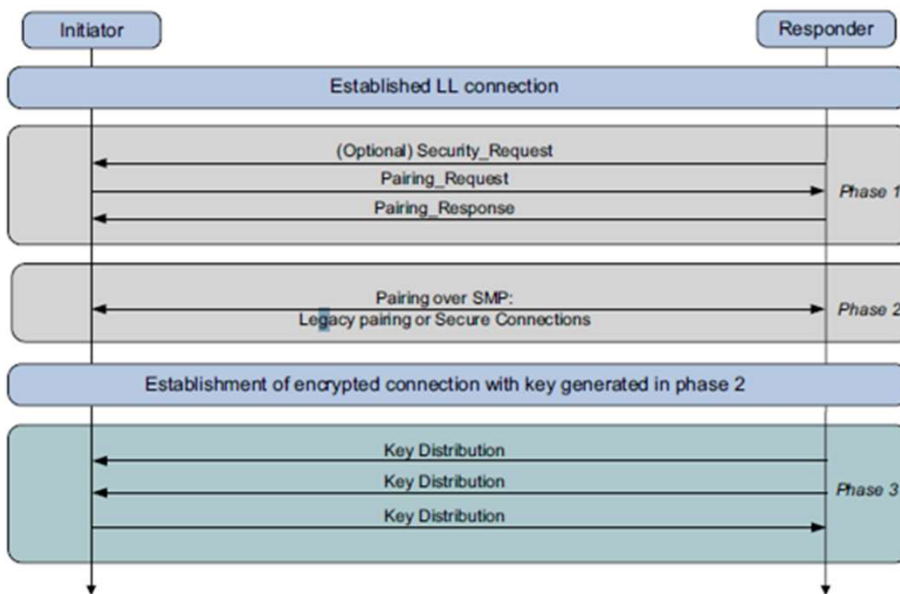 Initiator
Responder
Established LL connection
(Optional) Security_Request
Pairing_Request
Phase 1
Pairing_Response
Pairing over SMP:
Phase 2
Legacy pairing or Secure Connections
Establishment of encrypted connection with key generated in phase 2
Key Distribution
Key Distribution
Phase 3
Key Distribution